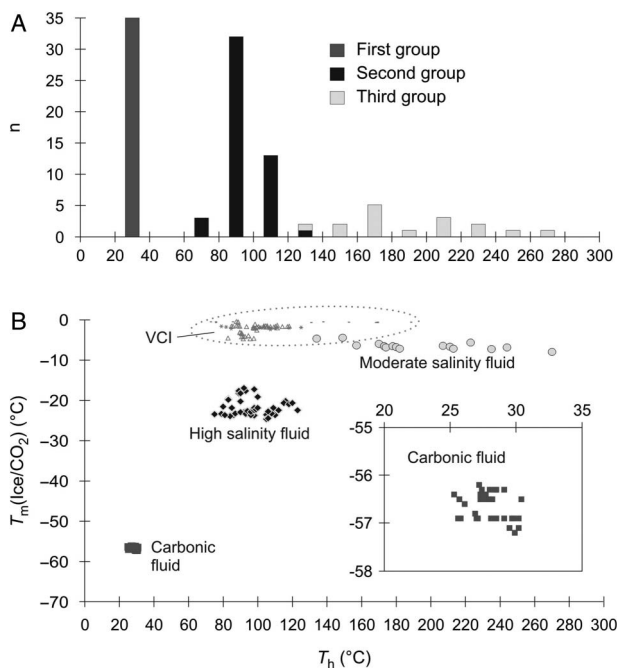 A
35
30
25
20
15
10
5
0
n
First group
Second group
Third group
0 20 40 60 80 100 120 140 160 180 200 220 240 260 280 300
B
0
−10
−20
−30
−40
−50
−60
−70
Tm(Ice/CO2) (°C)
VCI
Moderate salinity fluid
High salinity fluid
Carbonic
fluid
20 25 30 35
-55
-56
-57
-58
Carbonic fluid
0 20 40 60 80 100 120 140 160 180 200 220 240 260 280 300
Th (°C)